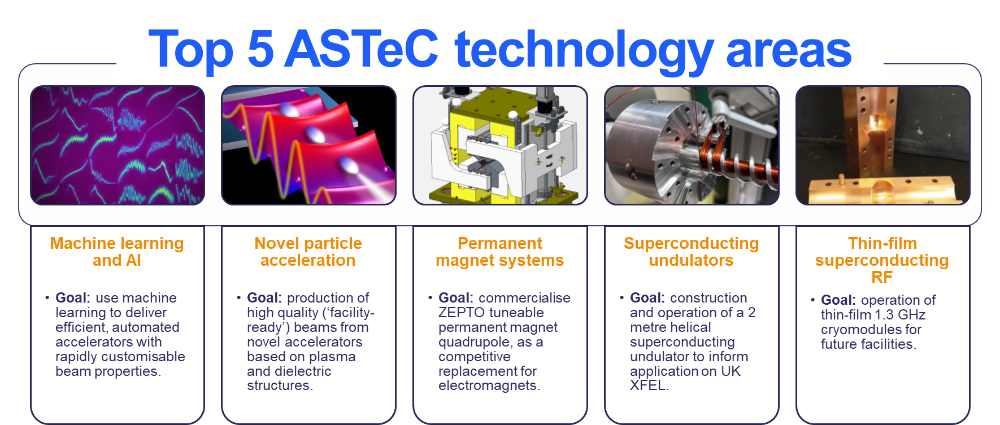 Top 5 ASTeC technology areas
Machine learning
and AI
• Goal: use machine
learning to deliver
efficient, automated
accelerators with
rapidly customisable
beam properties.
Novel particle
acceleration
• Goal: production of
high quality (‘facility-
ready’) beams from
novel accelerators
based on plasma
and dielectric
structures.
Permanent
magnet systems
• Goal: commercialise
ZEPTO tuneable
permanent magnet
quadrupole, as a
competitive
replacement for
electromagnets.
Superconducting
undulators
• Goal: construction
and operation of a 2
metre helical
superconducting
undulator to inform
application on UK
XFEL.
Thin-film
superconducting
RF
• Goal: operation of
thin-film 1.3 GHz
cryomodules for
future facilities.